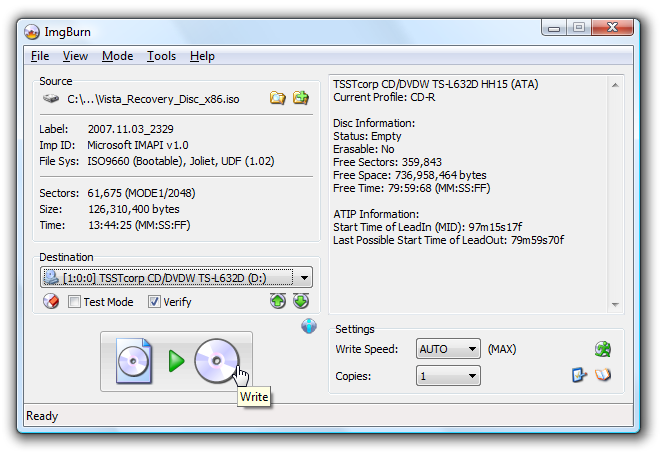 ImgBurn
File View Mode Tools Help
Source
C:\...\Vista_Recovery_Disc_x86.iso
Label: 2007.11.03_2329
Imp ID: Microsoft IMAPI v1.0
File Sys: ISO9660 (Bootable), Joliet, UDF (1.02)
Sectors: 61,675 (MODE1/2048)
Size: 126,310,400 bytes
Time: 13:44:25 (MM:SS:FF)
Destination
[1:0:0] TSSTcorp CD/DVDW TS-L632D (D:)
Test Mode Verify
Write
TSSTcorp CD/DVDW TS-L632D HH15 (ATA)
Current Profile: CD-R
Disc Information:
Status: Empty
Erasable: No
Free Sectors: 359,843
Free Space: 736,958,464 bytes
Free Time: 79:59:68 (MM:SS:FF)
ATIP Information:
Start Time of LeadIn (MID): 97m15s17f
Last Possible Start Time of LeadOut: 79m59s70f
Settings
Write Speed: AUTO (MAX)
Copies: 1
Ready